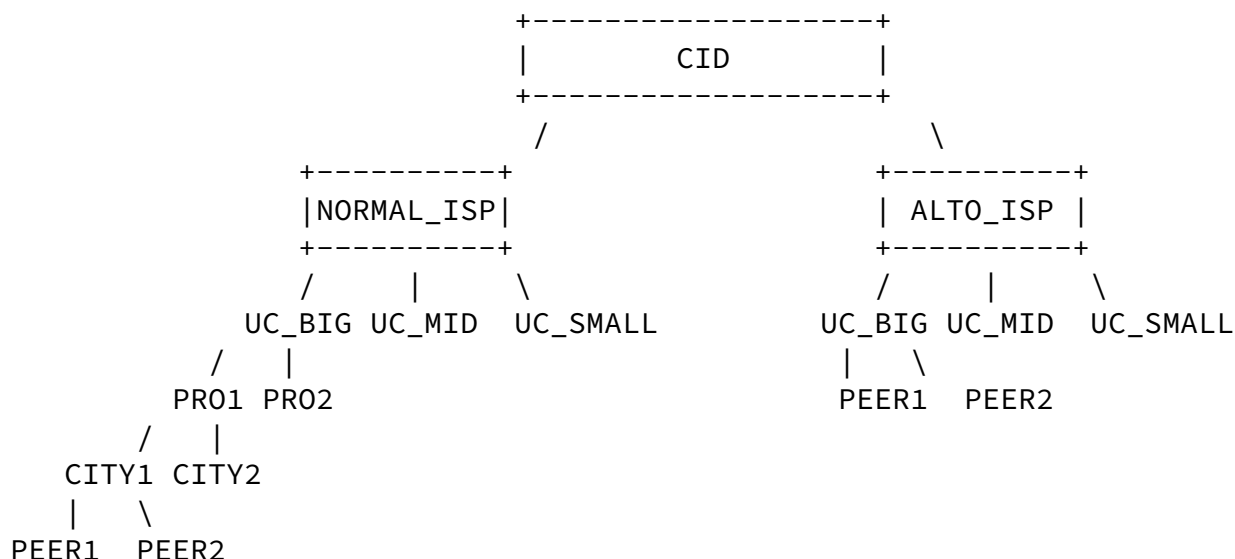 CID
NORMAL_ISP ALTO_ISP
UC_BIG UC_MID UC_SMALL UC_BIG UC_MID UC_SMALL
PRO1 PRO2 PEER1 PEER2
CITY1 CITY2
PEER1 PEER2